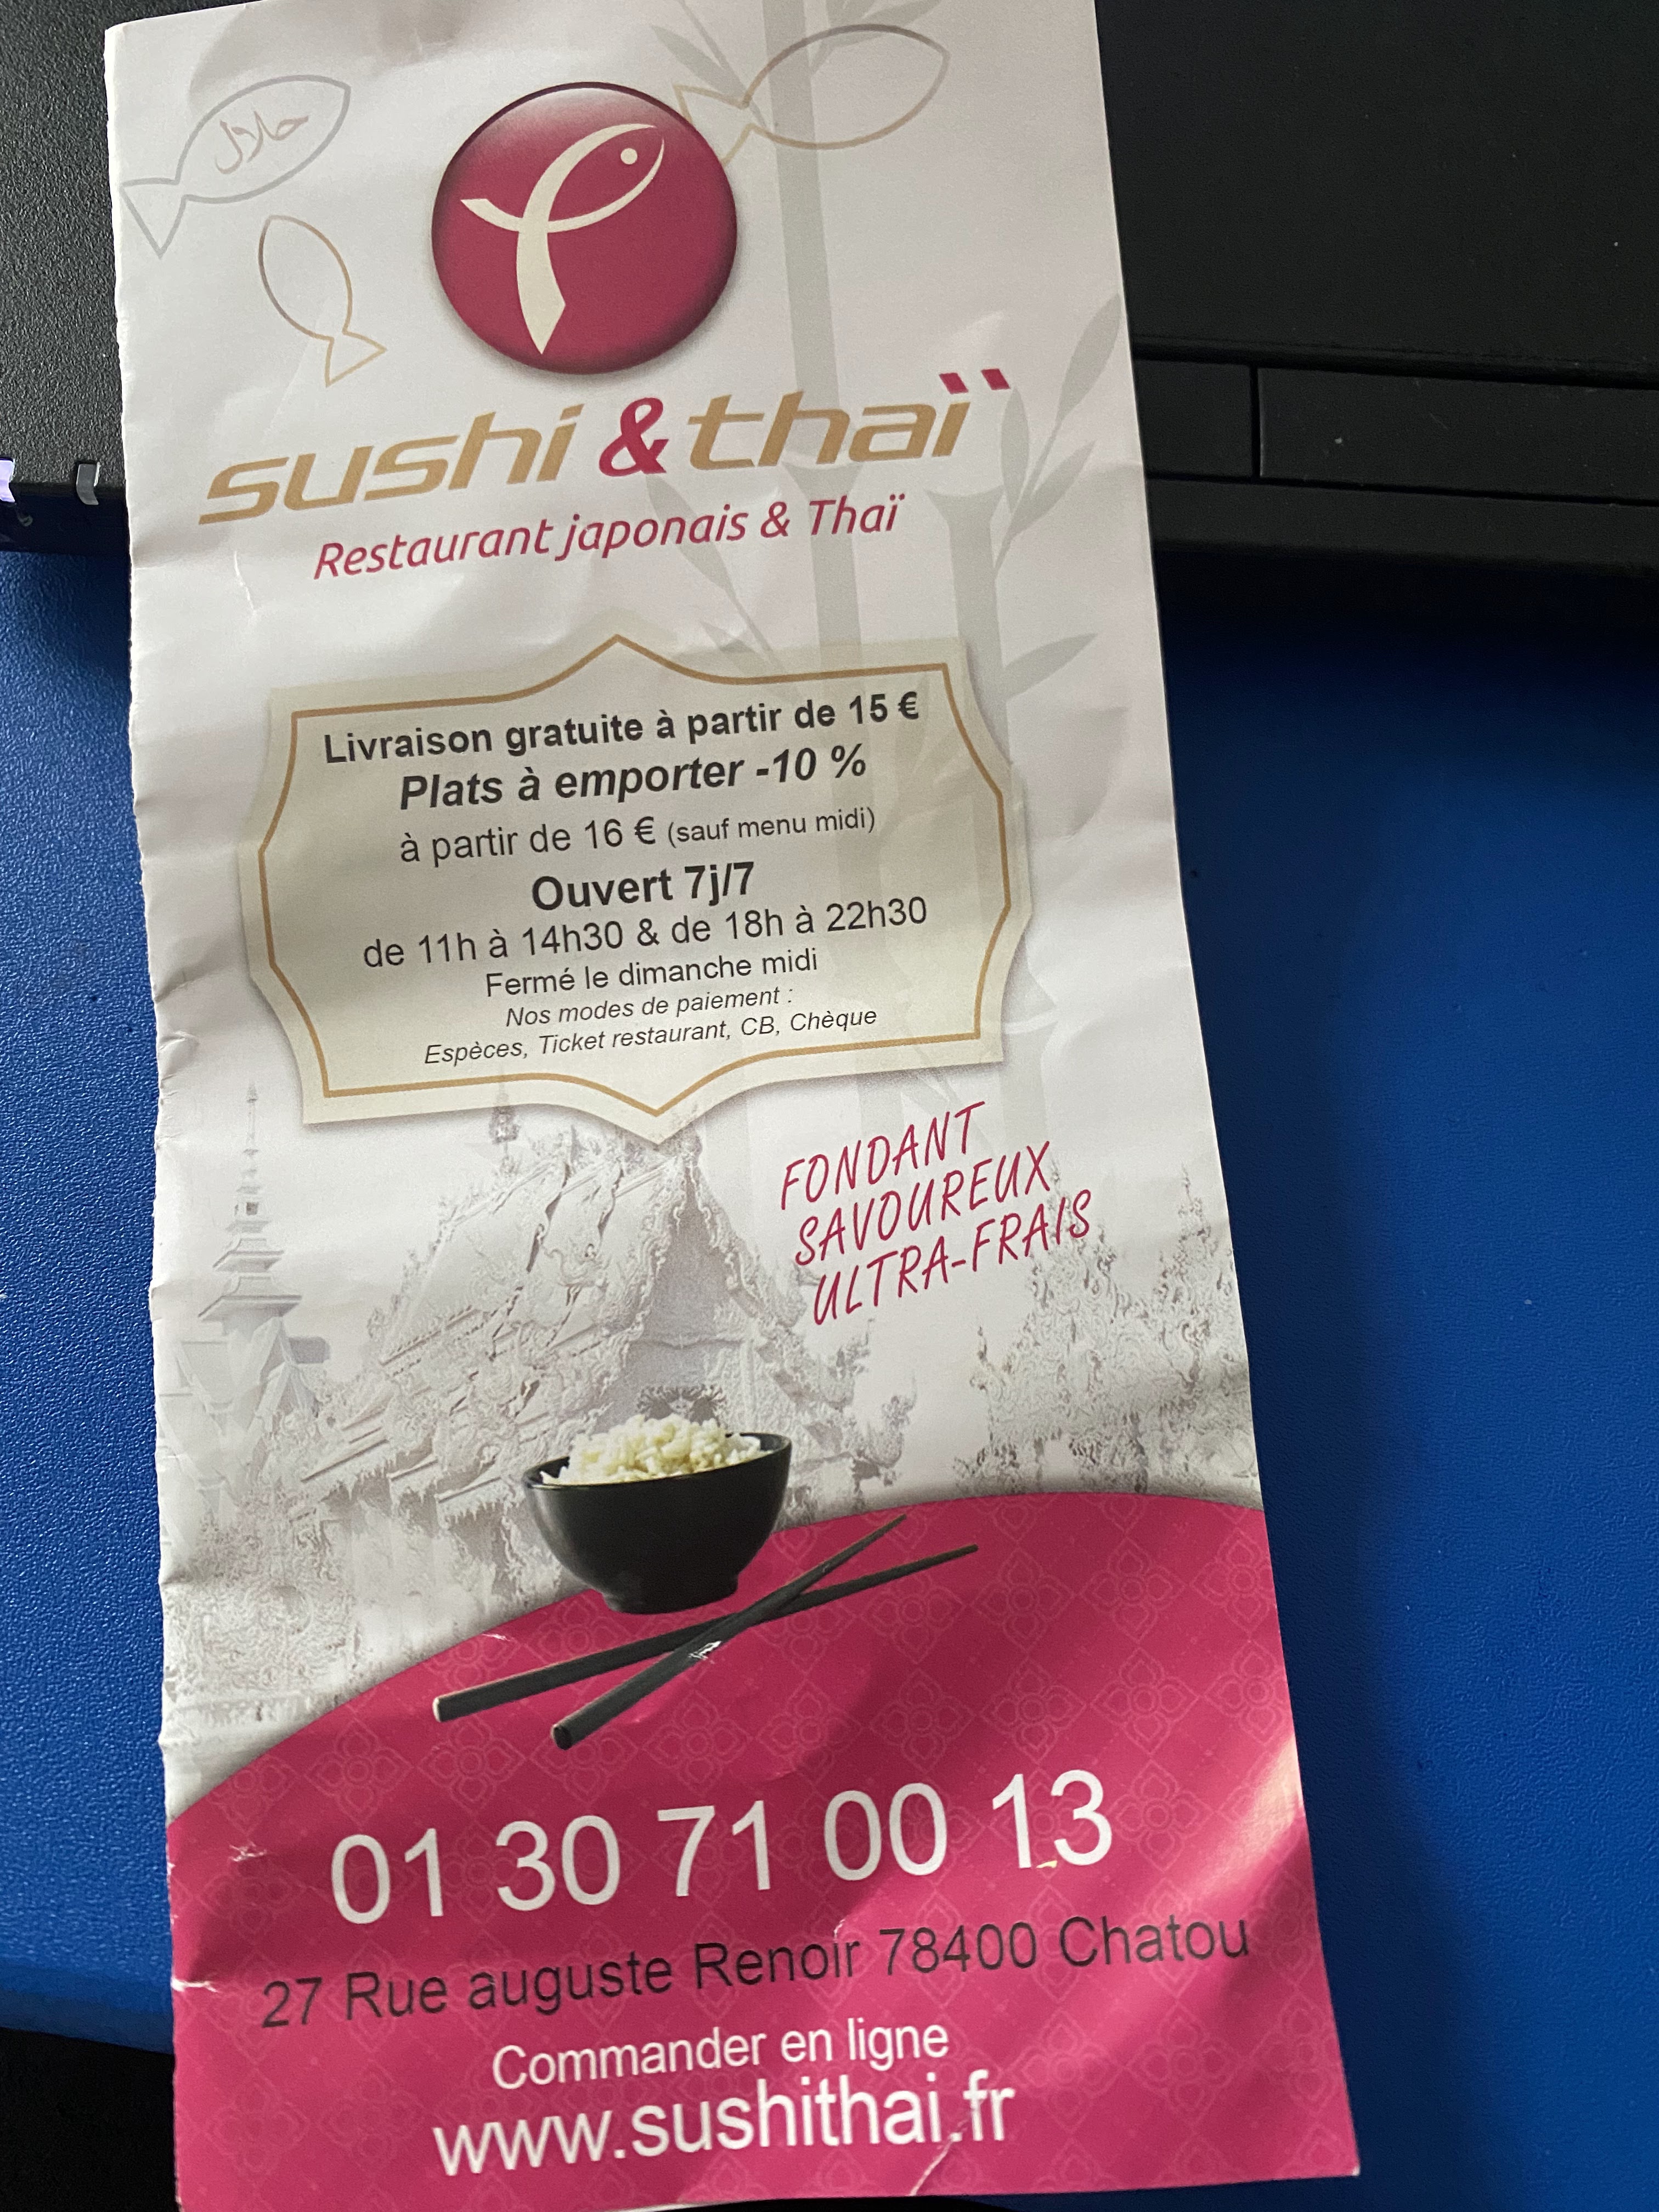 حلال
sushi & thaï
Restaurant japonais & Thaï
Livraison gratuite à partir de 15 €
Plats à emporter -10 %
à partir de 16 € (sauf menu midi)
Ouvert 7j/7
de 11h à 14h30 & de 18h à 22h30
Fermé le dimanche midi
Nos modes de paiement :
Espèces, Ticket restaurant, CB, Chèque
FONDANT
SAVOUREUX
ULTRA-FRAIS
01 30 71 00 13
27 Rue auguste Renoir 78400 Chatou
Commander en ligne
www.sushithai.fr